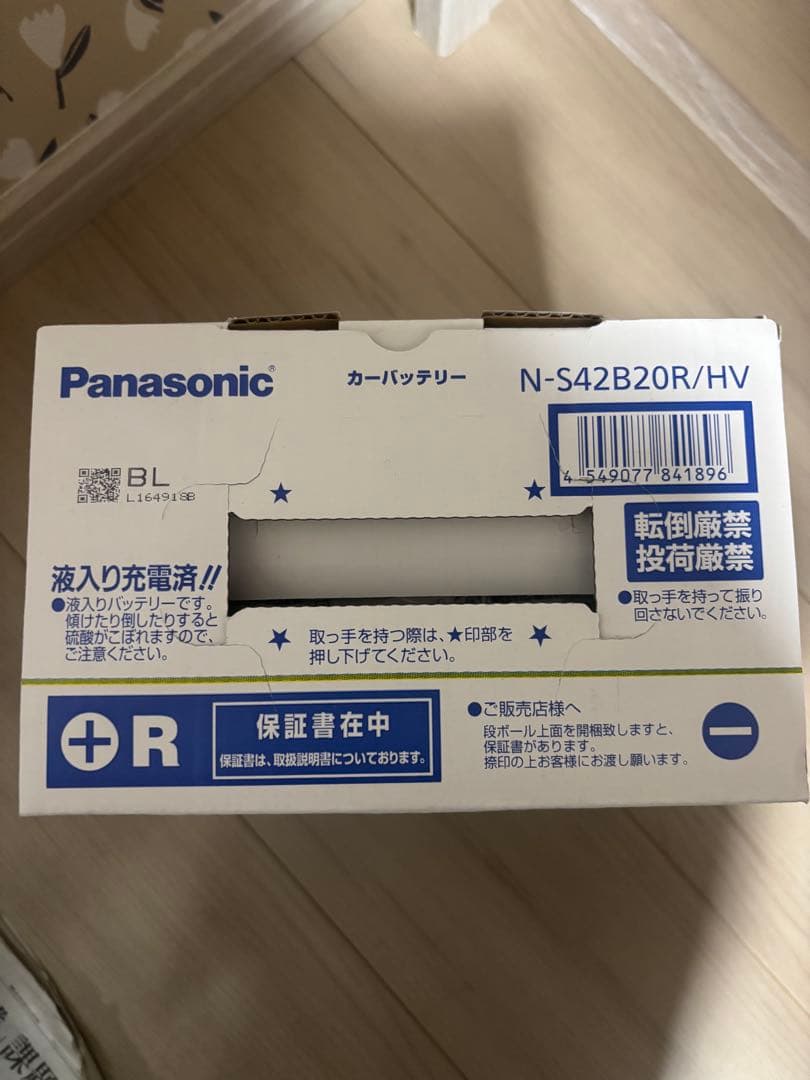 Panasonic®
カーバッテリー
N-S42B20R/HV
4 549077 841896
BL
L164918B
転倒厳禁
投荷厳禁
液入り充電済!!
●液入りバッテリーです。
傾けたり倒したりすると
硫酸がこぼれますので、
ご注意ください。
●取っ手を持って振り
回さないでください。
★ ★
★ 取っ手を持つ際は、★印部を ★
押し下げてください。
+ R
保証書在中
保証書は、取扱説明書についております。
●ご販売店様へ
段ボール上面を開梱致しますと、
保証書があります。
捺印の上お客様にお渡し願います。
−
課